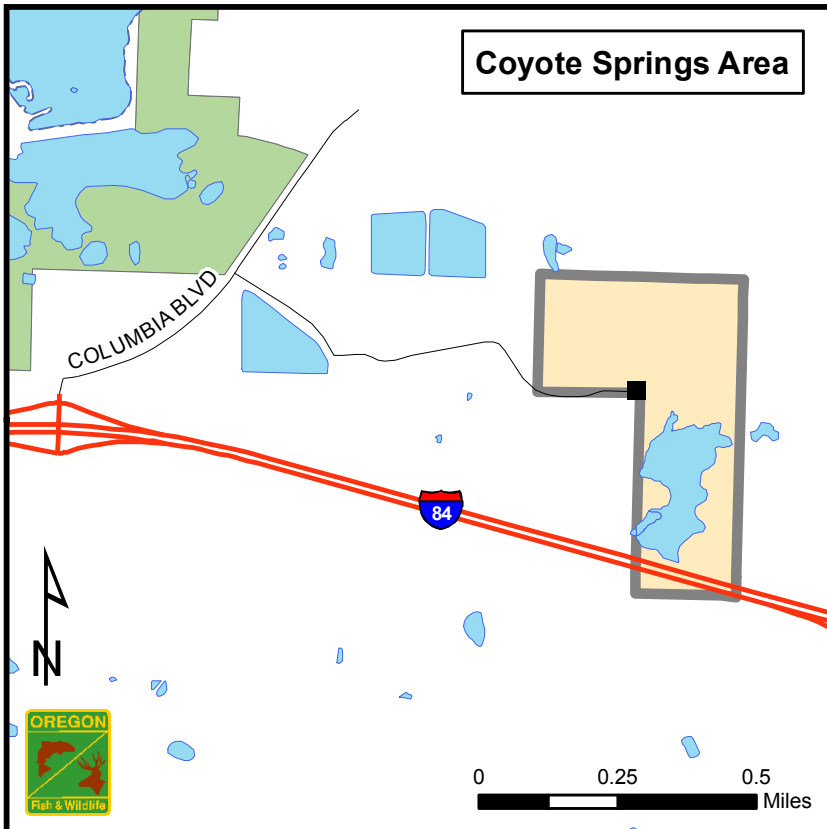 Coyote Springs Area
COLUMBIA BLVD
84
N
OREGON
Fish & Wildlife
0 0.25 0.5
Miles